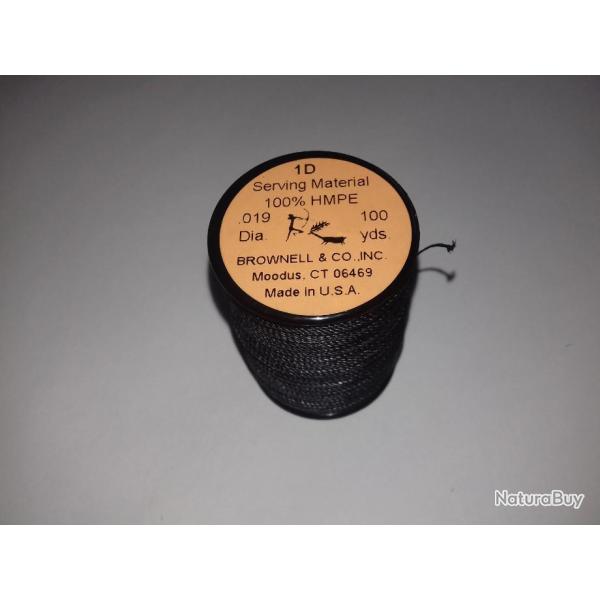 1D
Serving Material
100% HMPE
.019 100
Dia. yds.
BROWNELL & CO.,INC.
Moodus, CT 06469
Made in U.S.A.
NaturaBuy